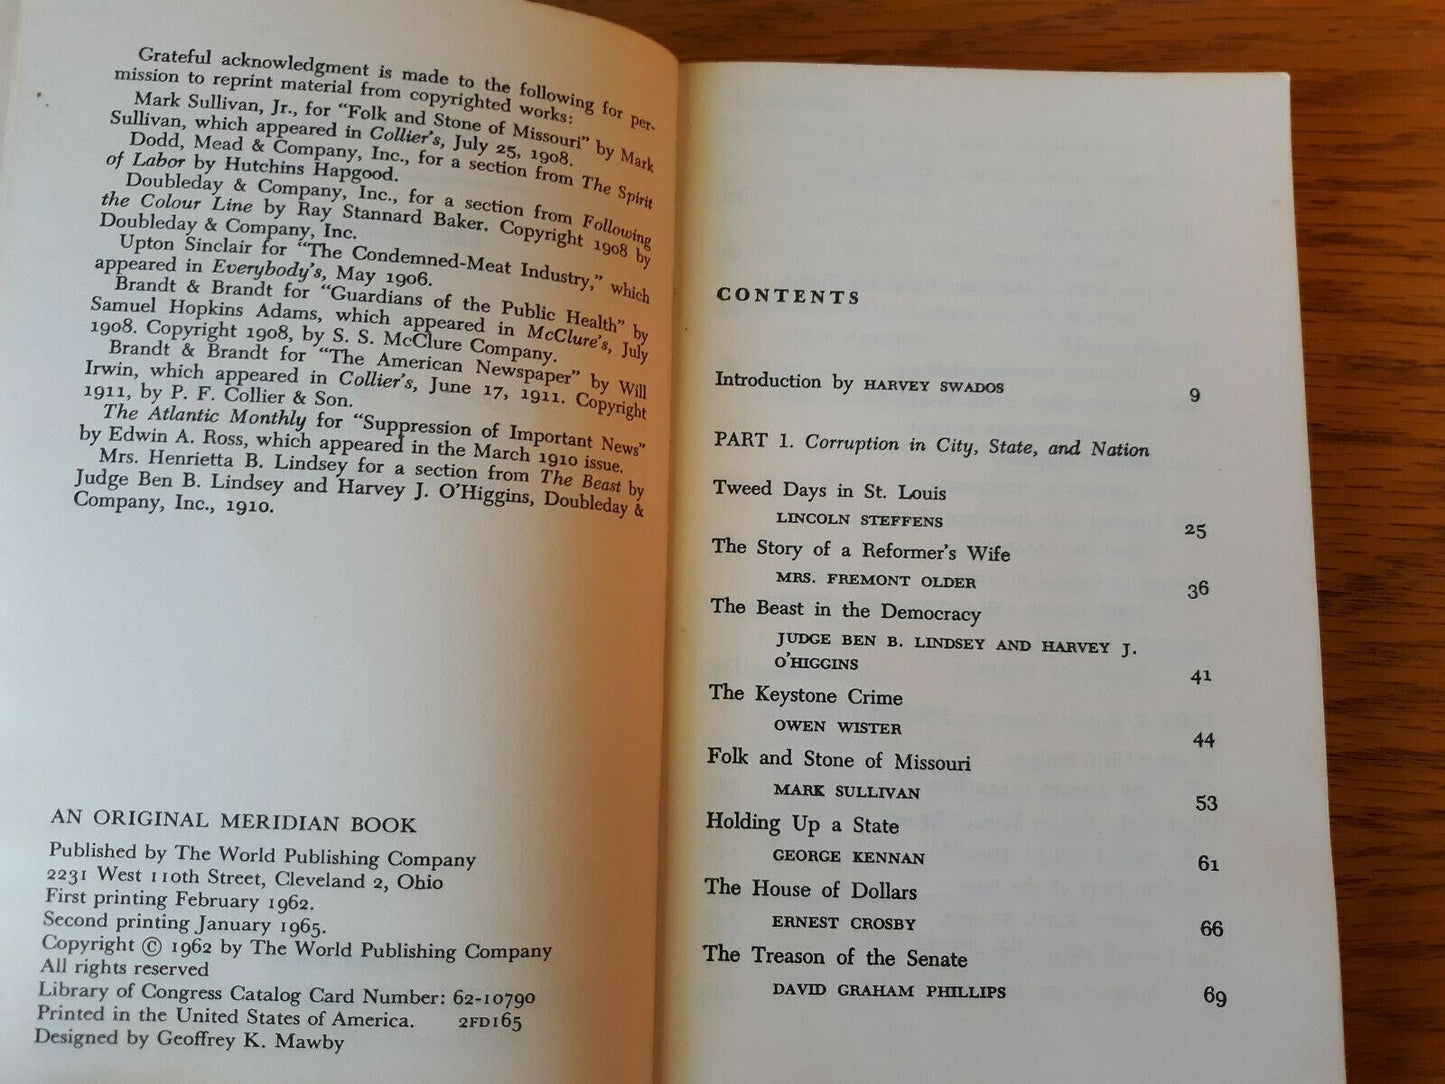 Grateful acknowledgment is made to the following for per-
mission to reprint material from copyrighted works:
Mark Sullivan, Jr., for "Folk and Stone of Missouri" by Mark
Sullivan, which appeared in Collier's, July 25, 1908.
Dodd, Mead & Company, Inc., for a section from The Spirit
of Labor by Hutchins Hapgood.
Doubleday & Company, Inc., for a section from Following
the Colour Line by Ray Stannard Baker. Copyright 1908 by
Doubleday & Company, Inc.
Upton Sinclair for "The Condemned-Meat Industry," which
appeared in Everybody's, May 1906.
Brandt & Brandt for "Guardians of the Public Health" by
Samuel Hopkins Adams, which appeared in McClure's, July
1908. Copyright 1908, by S. S. McClure Company.
Brandt & Brandt for "The American Newspaper" by Will
Irwin, which appeared in Collier's, June 17, 1911. Copyright
1911, by P. F. Collier & Son.
The Atlantic Monthly for "Suppression of Important News"
by Edwin A. Ross, which appeared in the March 1910 issue.
Mrs. Henrietta B. Lindsey for a section from The Beast by
Judge Ben B. Lindsey and Harvey J. O'Higgins, Doubleday &
Company, Inc., 1910.
AN ORIGINAL MERIDIAN BOOK
Published by The World Publishing Company
2231 West 110th Street, Cleveland 2, Ohio
First printing February 1962.
Second printing January 1965.
Copyright © 1962 by The World Publishing Company
All rights reserved
Library of Congress Catalog Card Number: 62-10790
Printed in the United States of America. 2FD165
Designed by Geoffrey K. Mawby
CONTENTS
Introduction by HARVEY SWADOS 9
PART 1. Corruption in City, State, and Nation
Tweed Days in St. Louis
LINCOLN STEFFENS 25
The Story of a Reformer's Wife
MRS. FREMONT OLDER 36
The Beast in the Democracy
JUDGE BEN B. LINDSEY AND HARVEY J.
O'HIGGINS 41
The Keystone Crime
OWEN WISTER 44
Folk and Stone of Missouri
MARK SULLIVAN 53
Holding Up a State
GEORGE KENNAN 61
The House of Dollars
ERNEST CROSBY 66
The Treason of the Senate
DAVID GRAHAM PHILLIPS 69